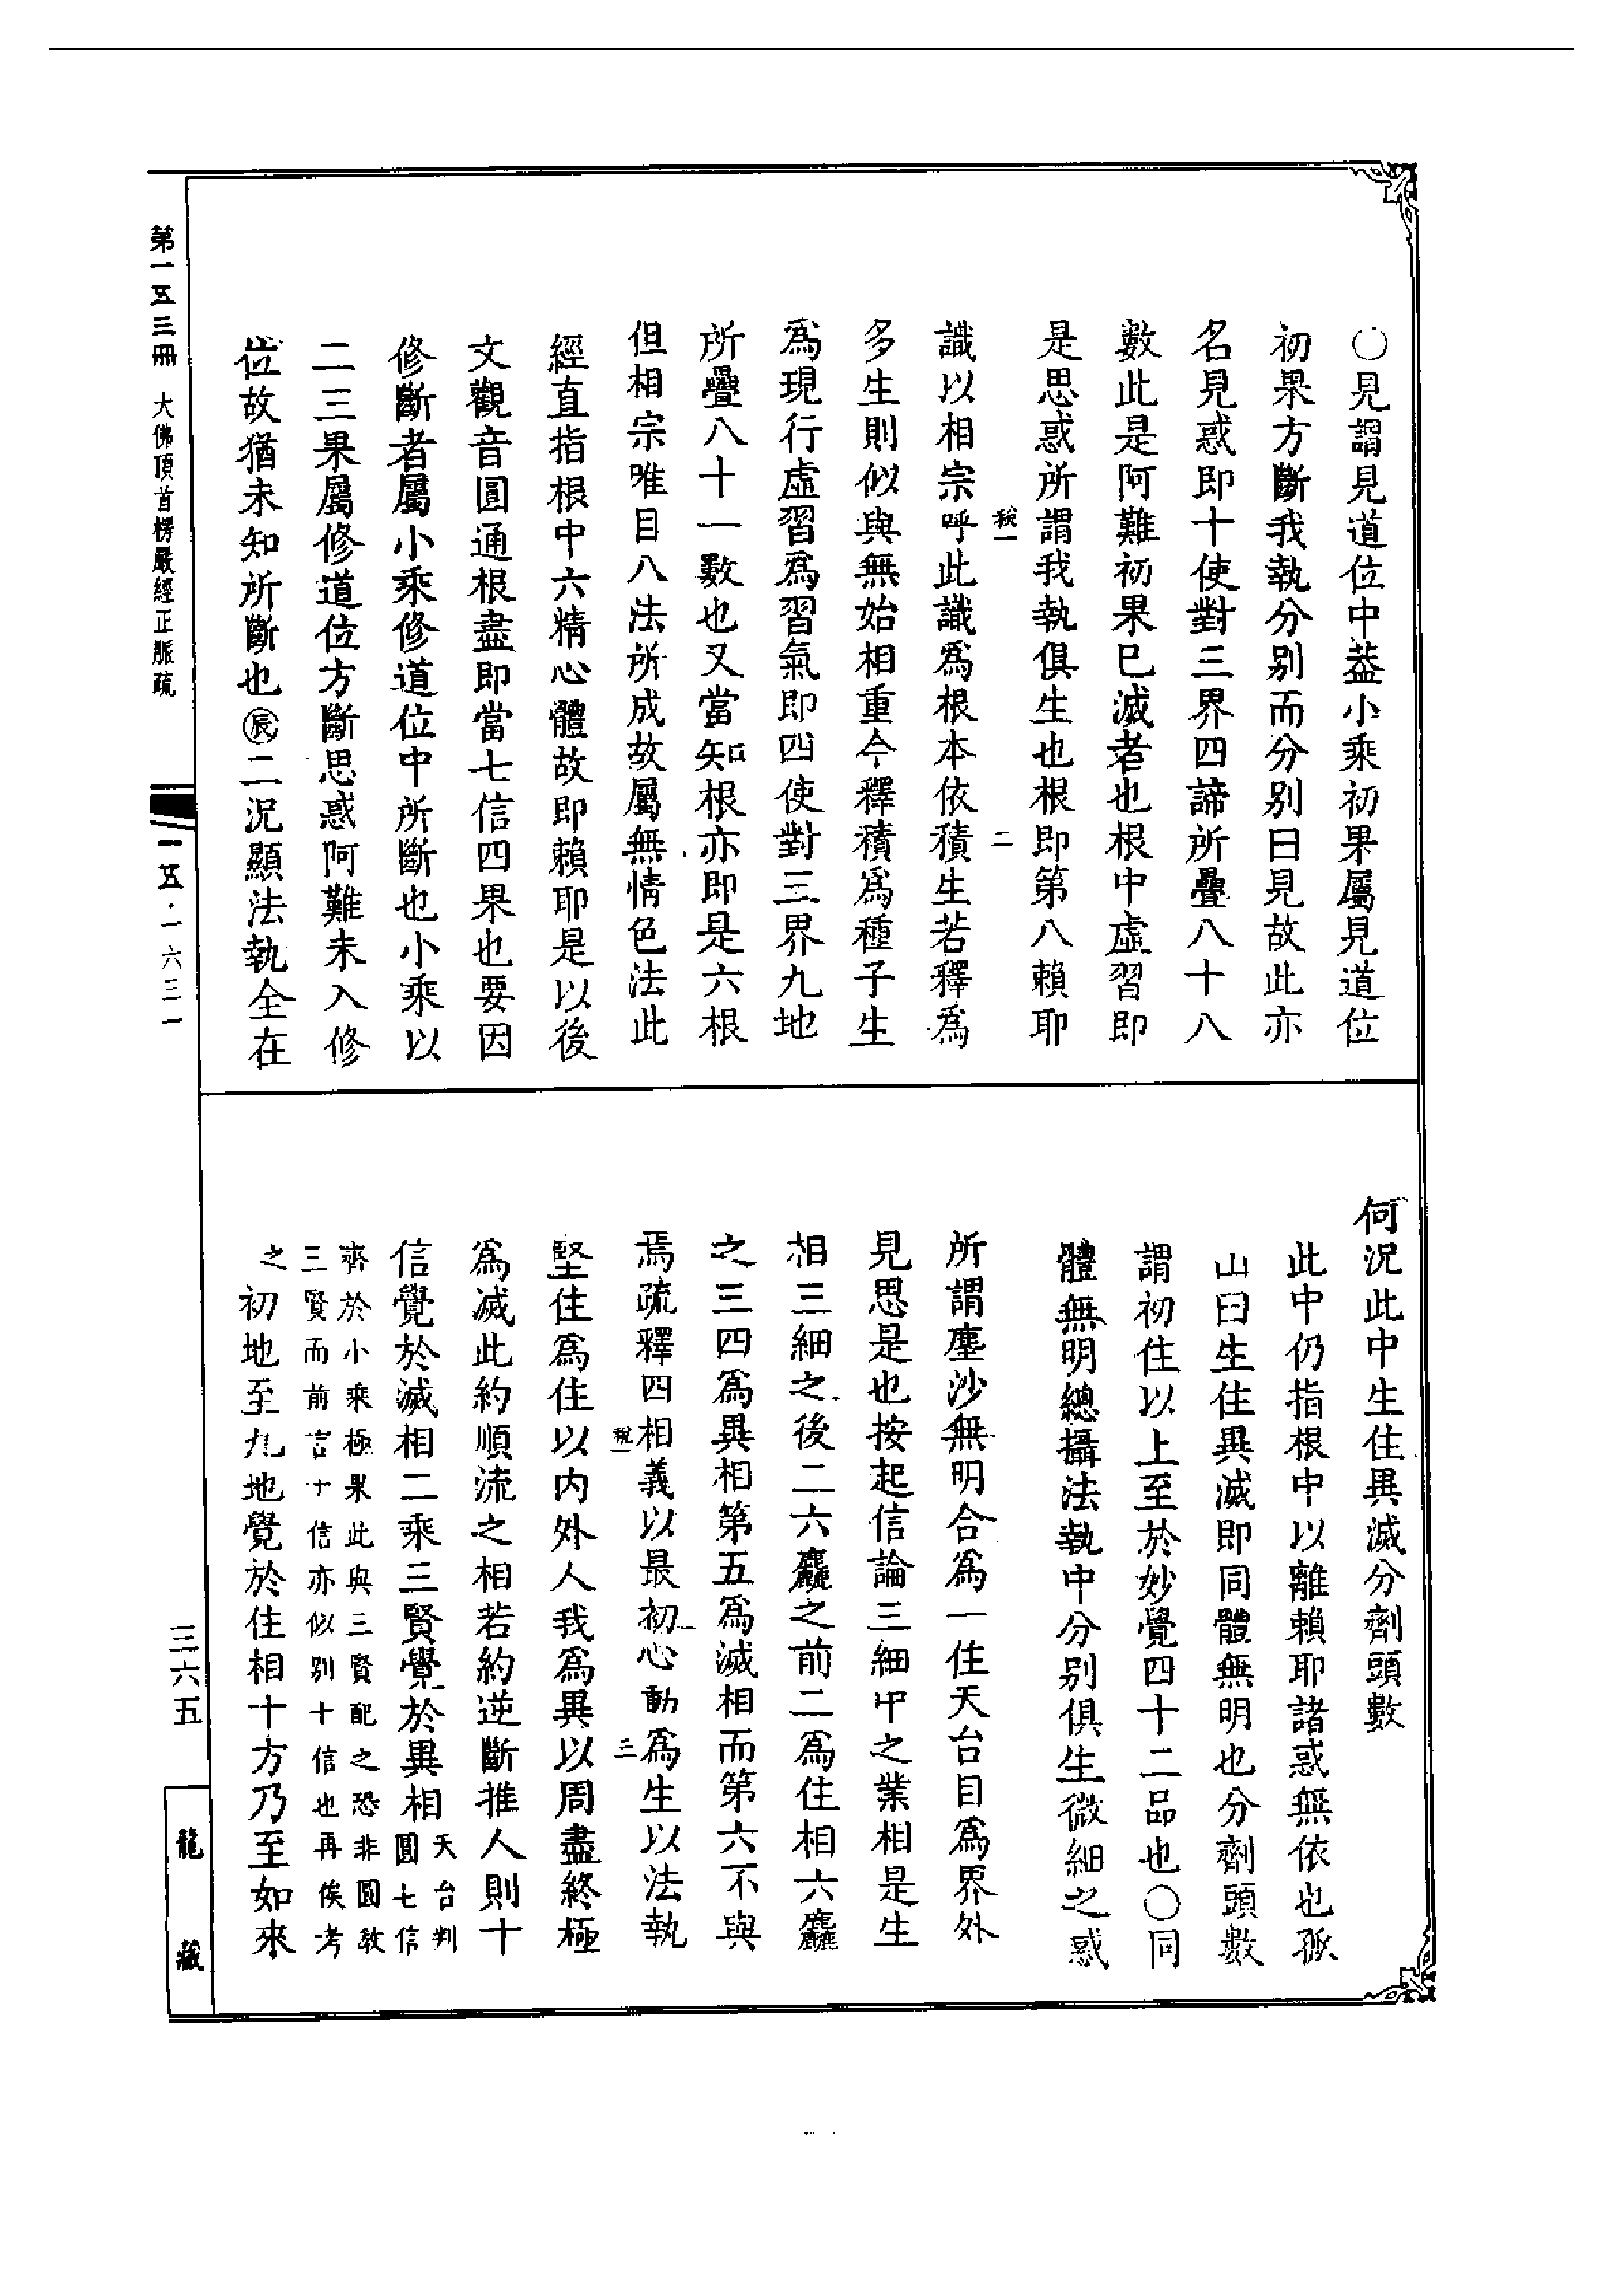 〇見謂見道位中葢小乘初果屬見道位
初果方斷我執分别而分别曰見故此亦
名見惑即十使對三界四諦所疊八十八
數此是阿難初果已滅者也根中虛習即
是思惑所謂我執俱生也根即第八賴耶
税一
二
識以相宗呼此識爲根本依積生若釋爲
多生則似與無始相重今釋積爲種子生
爲現行虛習爲習氣即四使對三界九地
所疊八十一數也又當知根亦即是六根
但相宗唯目八法所成故屬無情色法此
經直指根中六精心體故即賴耶是以後
文觀音圓通根盡即當七信四果也要因
修斷者屬小乘修道位中所斷也小乘以
二三果屬修道位方斷思惑阿難未入修
位故猶未知所斷也㊁二況顯法執全在
何況此中生住異滅分劑頭數
此中仍指根中以離賴耶諸惑無依也孤
山曰生住異滅即同體無明也分劑頭數
謂初住以上至於妙覺四十二品也〇同
體無明總攝法執中分别俱生微細之惑
所謂塵沙無明合爲一住天台目爲界外
見思是也按起信論三細中之業相是生
相三細之後二六麤之前二爲住相六麤
之三四爲異相第五爲滅相而第六不與
焉疏釋四相義以最初心動爲生以法執
税一
三
堅住爲住以内外人我爲異以周盡終極
爲滅此約順流之相若約逆斷推人則十
信覺於滅相二乘三賢覺於異相天台判圓七信
齊於小乘極果此與三賢配之恐非圓教
三賢而前言十信亦似别十信也再俟考
之初地至九地覺於住相十方乃至如來
第一五三冊 大佛頂首楞嚴經正脈疏
一五·一六三一
三六五
龍藏